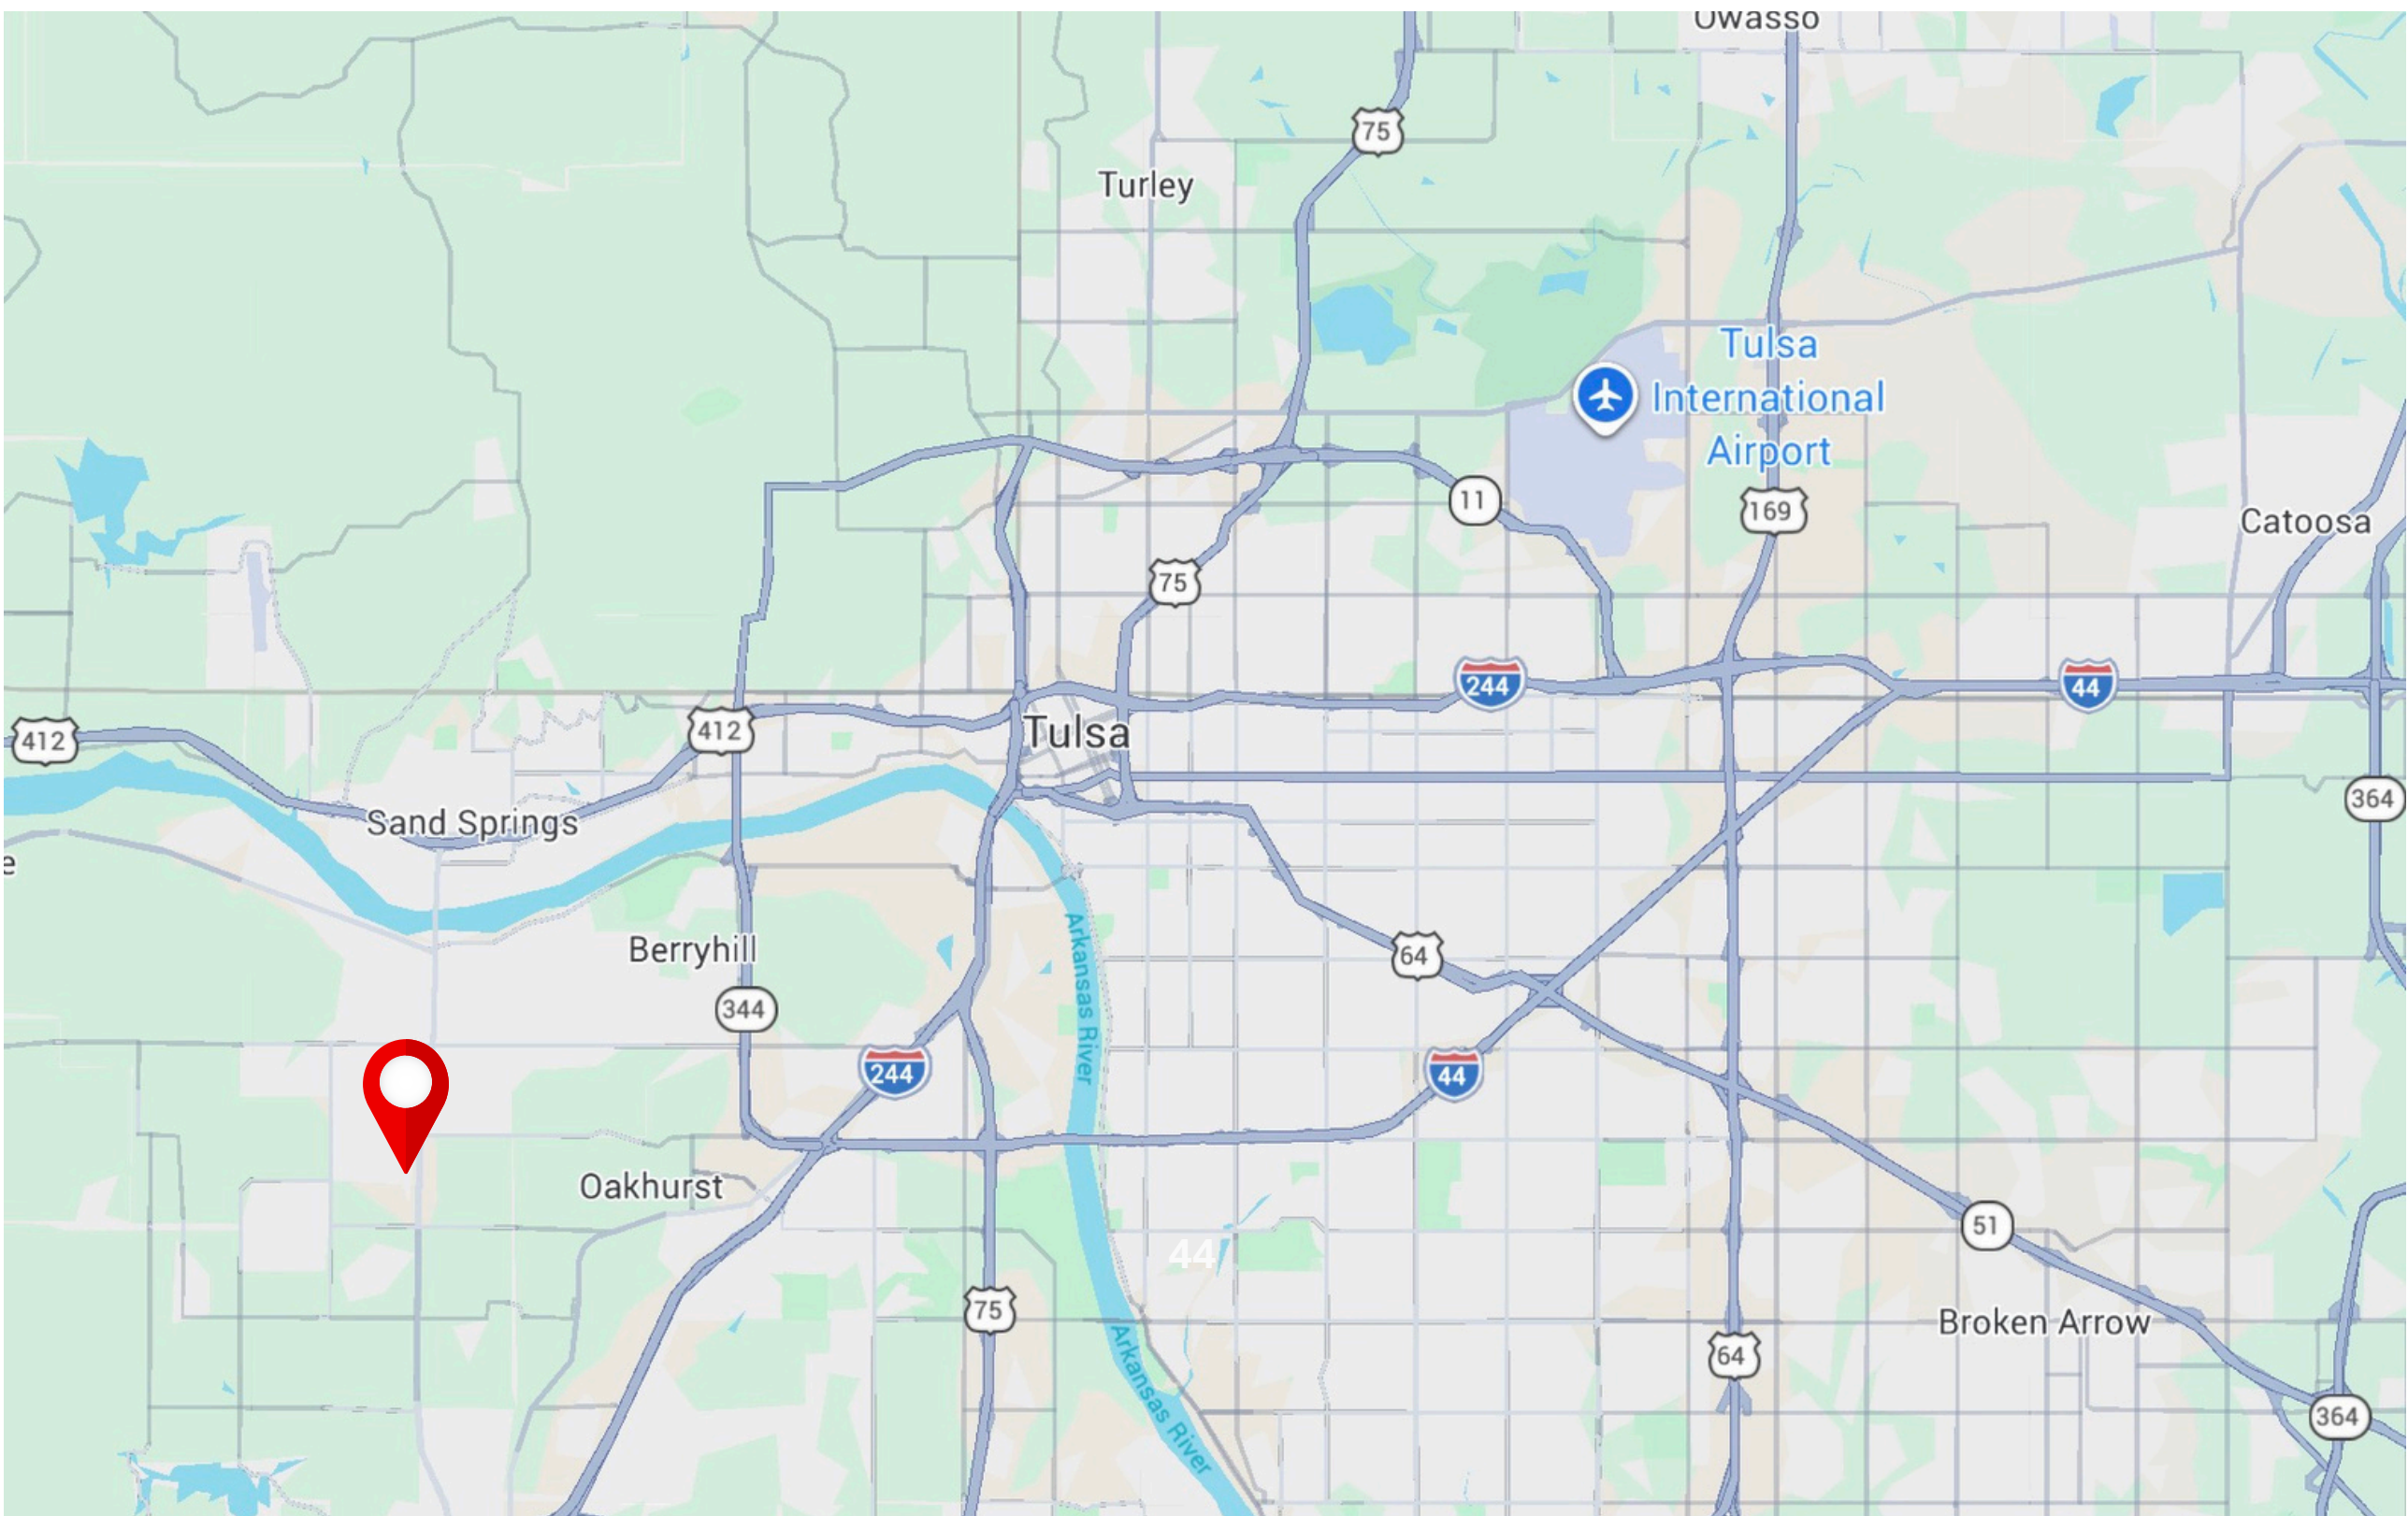 Owasso
75
Turley
Tulsa
International
Airport
11
169
Catoosa
75
244
44
412
412
Tulsa
364
Sand Springs
e
Berryhill
64
Arkansas River
344
244
44
Oakhurst
51
44
75
Broken Arrow
64
Arkansas River
364